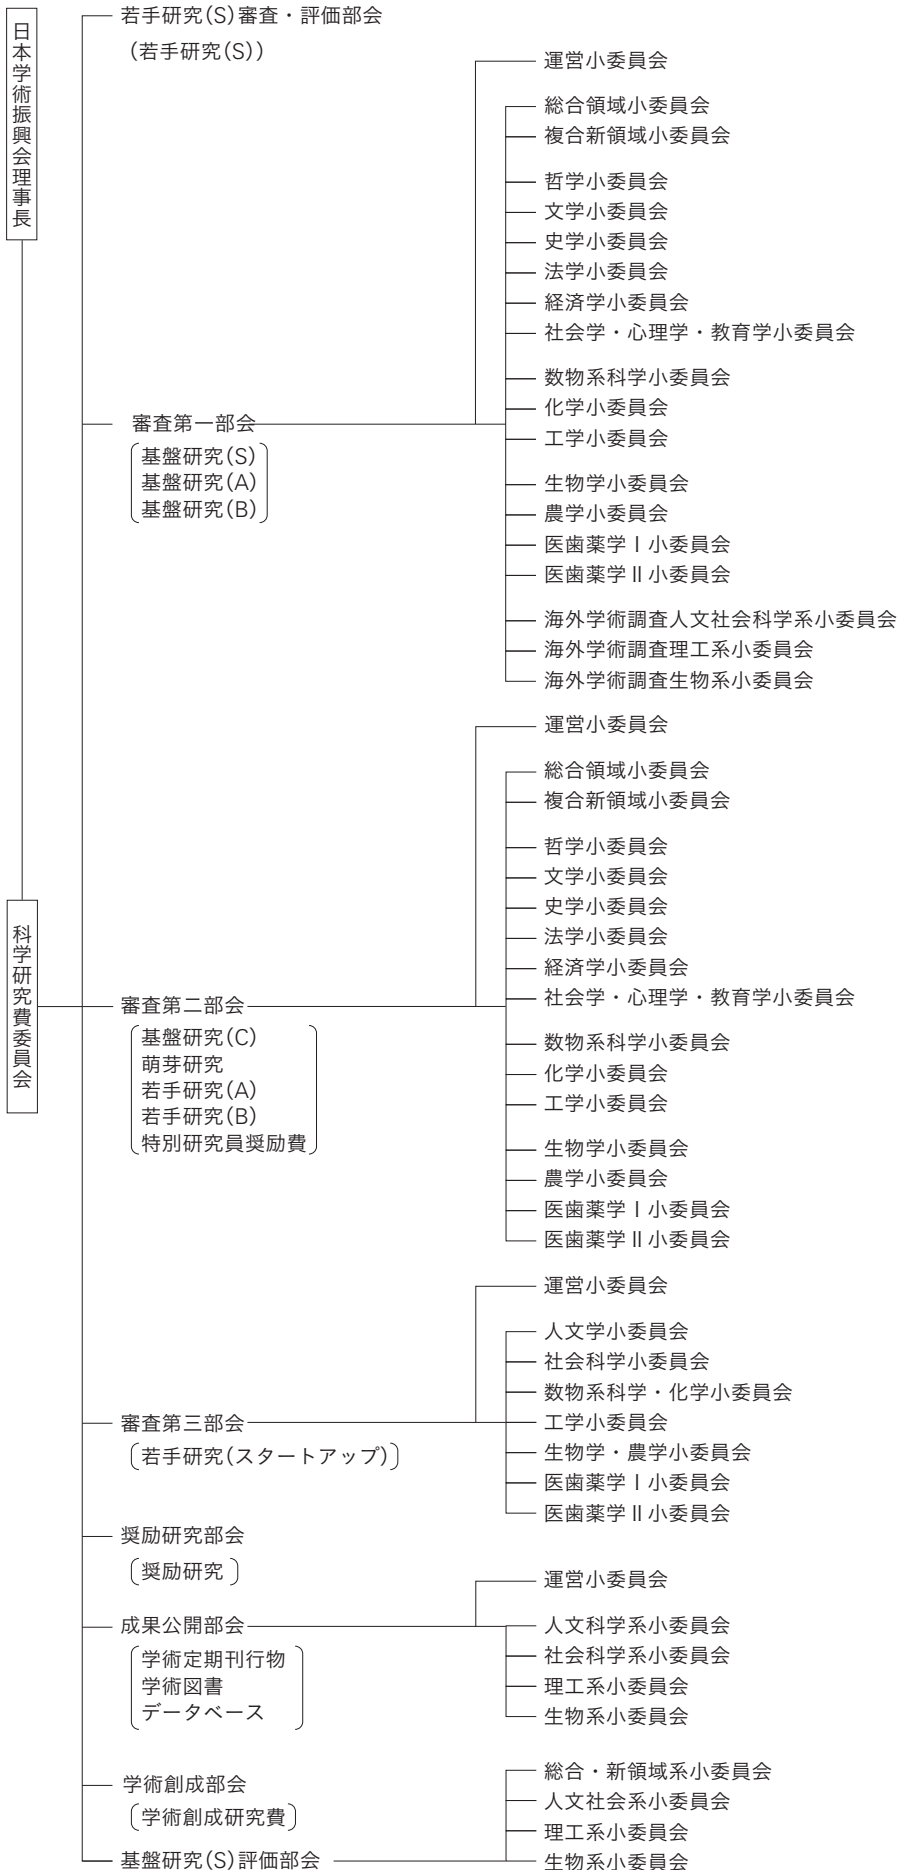 日本学術振興会理事長
科学研究費委員会
若手研究(S)審査・評価部会
(若手研究(S))
審査第一部会
基盤研究(S)
基盤研究(A)
基盤研究(B)
運営小委員会
総合領域小委員会
複合新領域小委員会
哲学小委員会
文学小委員会
史学小委員会
法学小委員会
経済学小委員会
社会学・心理学・教育学小委員会
数物系科学小委員会
化学小委員会
工学小委員会
生物学小委員会
農学小委員会
医歯薬学Ⅰ小委員会
医歯薬学Ⅱ小委員会
海外学術調査人文社会科学系小委員会
海外学術調査理工系小委員会
海外学術調査生物系小委員会
審査第二部会
基盤研究(C)
萌芽研究
若手研究(A)
若手研究(B)
特別研究員奨励費
運営小委員会
総合領域小委員会
複合新領域小委員会
哲学小委員会
文学小委員会
史学小委員会
法学小委員会
経済学小委員会
社会学・心理学・教育学小委員会
数物系科学小委員会
化学小委員会
工学小委員会
生物学小委員会
農学小委員会
医歯薬学Ⅰ小委員会
医歯薬学Ⅱ小委員会
審査第三部会
〔若手研究(スタートアップ)〕
運営小委員会
人文学小委員会
社会科学小委員会
数物系科学・化学小委員会
工学小委員会
生物学・農学小委員会
医歯薬学Ⅰ小委員会
医歯薬学Ⅱ小委員会
奨励研究部会
〔奨励研究〕
成果公開部会
学術定期刊行物
学術図書
データベース
運営小委員会
人文科学系小委員会
社会科学系小委員会
理工系小委員会
生物系小委員会
学術創成部会
〔学術創成研究費〕
基盤研究(S)評価部会
総合・新領域系小委員会
人文社会系小委員会
理工系小委員会
生物系小委員会